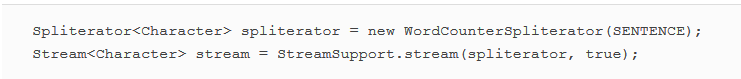 Spliterator<Character> spliterator = new WordCounterSpliterator(SENTENCE);
Stream<Character> stream = StreamSupport.stream(spliterator, true);